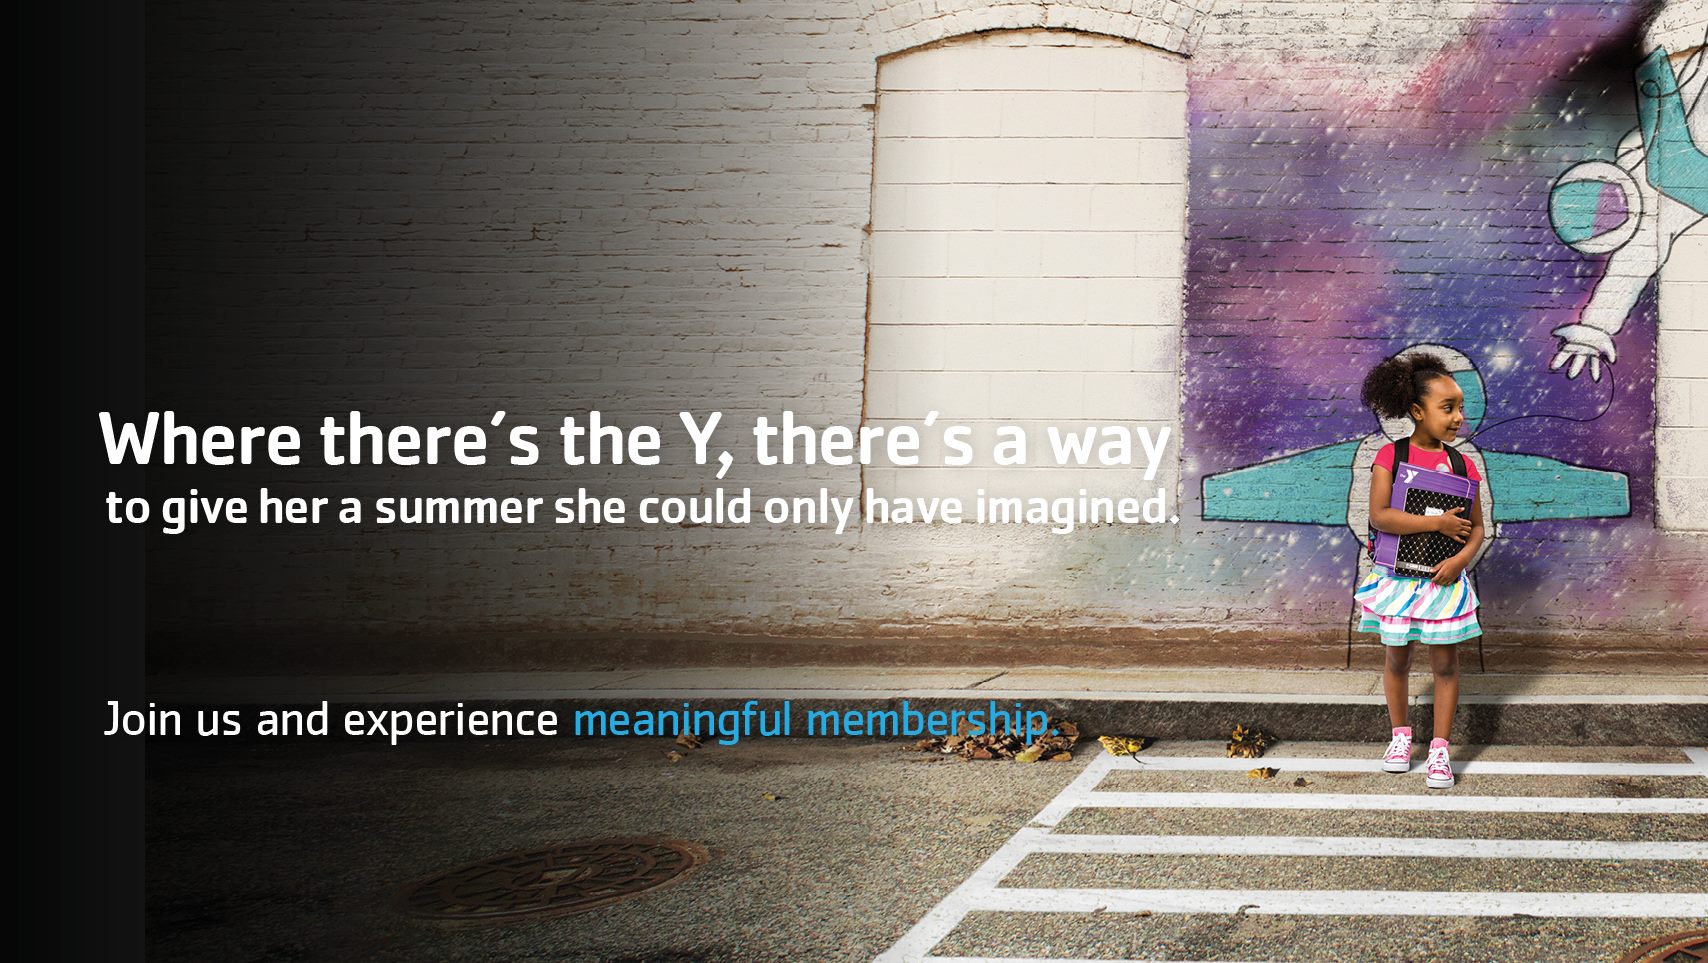 Where there´s the Y, there´s a way
to give her a summer she could only have imagined.
Join us and experience meaningful membership.
Y